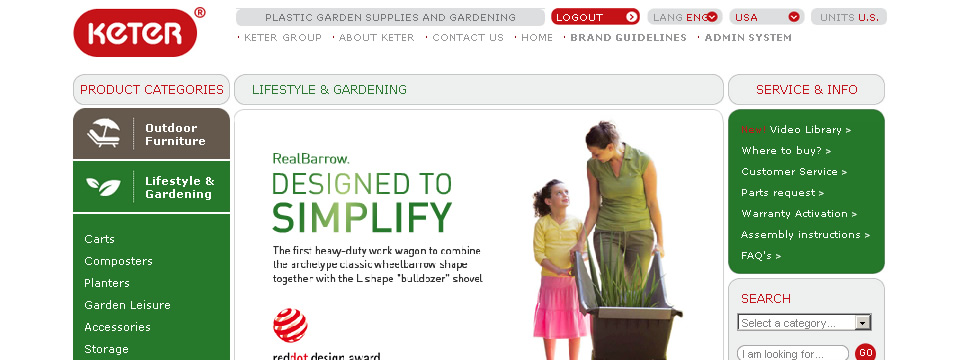 KETER®
PLASTIC GARDEN SUPPLIES AND GARDENING
LOGOUT
LANG ENG
USA
UNITS U.S.
KETER GROUP · ABOUT KETER · CONTACT US · HOME · BRAND GUIDELINES · ADMIN SYSTEM
PRODUCT CATEGORIES
LIFESTYLE & GARDENING
SERVICE & INFO
Outdoor
Furniture
Lifestyle &
Gardening
Carts
Composters
Planters
Garden Leisure
Accessories
Storage
RealBarrow.
DESIGNED TO
SIMPLIFY
The first heavy-duty work wagon to combine
the archetype classic wheelbarrow shape
together with the L shape "bulldozer" shovel
reddot design award
New! Video Library >
Where to buy? >
Customer Service >
Parts request >
Warranty Activation >
Assembly instructions >
FAQ's >
SEARCH
Select a category...
I am looking for...
GO